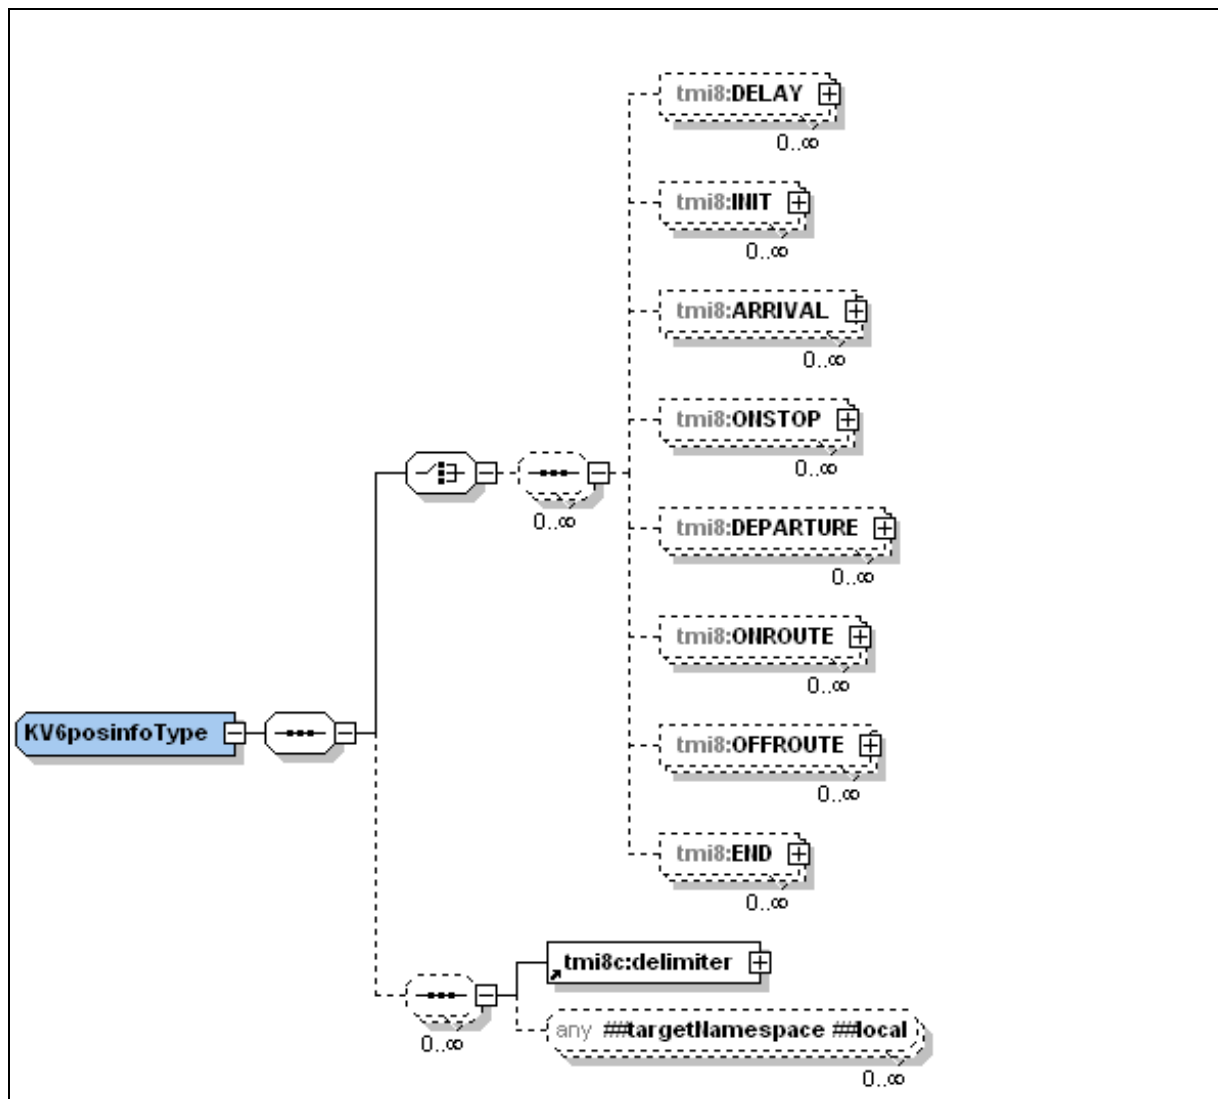 tmi8:DELAY
0..∞
tmi8:INIT
0..∞
tmi8:ARRIVAL
0..∞
tmi8:ONSTOP
0..∞
0..∞
tmi8:DEPARTURE
0..∞
tmi8:ONROUTE
0..∞
KV6posinfoType
tmi8:OFFROUTE
0..∞
tmi8:END
0..∞
tmi8c:delimiter
0..∞
any ##targetNamespace ##local
0..∞